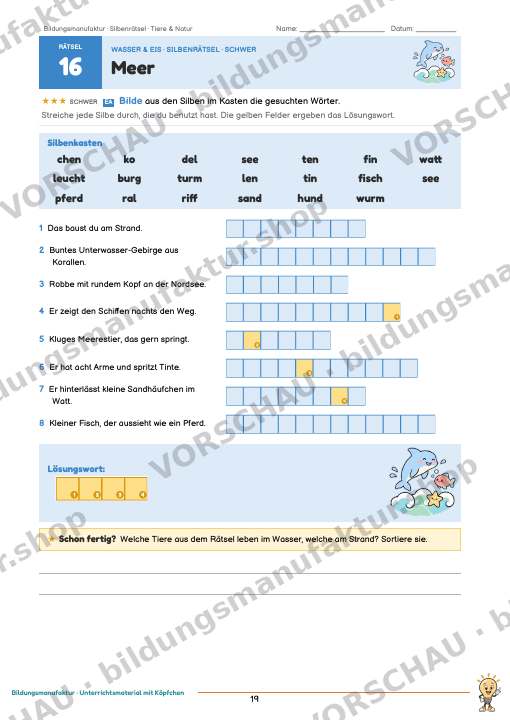 Bildungsmanufaktur · Silbenrätsel · Tiere & Natur Name: Datum:
RÄTSEL
16
WASSER & EIS · SILBENRÄTSEL · SCHWER
Meer
★★★ SCHWER EA Bilde aus den Silben im Kasten die gesuchten Wörter.
Streiche jede Silbe durch, die du benutzt hast. Die gelben Felder ergeben das Lösungswort.
Silbenkasten
chen ko del see ten fin watt
leucht burg turm len tin fisch see
pferd ral riff sand hund wurm
1 Das baust du am Strand.
2 Buntes Unterwasser-Gebirge aus
Korallen.
3 Robbe mit rundem Kopf an der Nordsee.
4 Er zeigt den Schiffen nachts den Weg.
5 Kluges Meerestier, das gern springt.
6 Er hat acht Arme und spritzt Tinte.
7 Er hinterlässt kleine Sandhäufchen im
Watt.
8 Kleiner Fisch, der aussieht wie ein Pferd.
Lösungswort:
1 2 3 4
★ Schon fertig? Welche Tiere aus dem Rätsel leben im Wasser, welche am Strand? Sortiere sie.
Bildungsmanufaktur · Unterrichtsmaterial mit Köpfchen
19
VORSCHAU · bildungsmanufaktur.shop